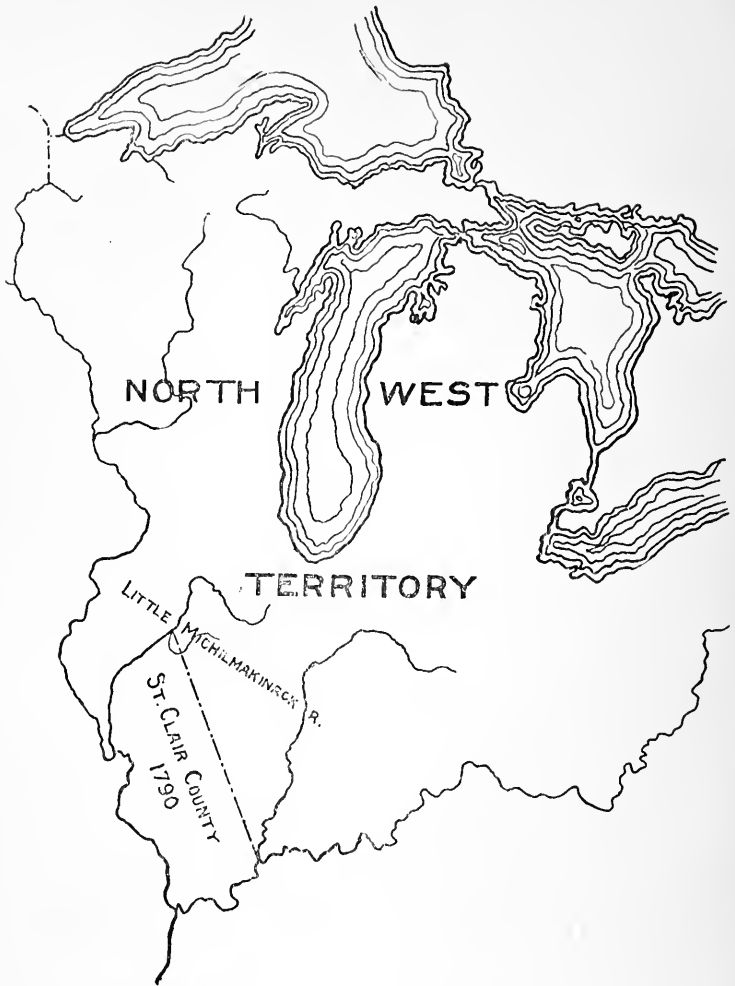 NORTH WEST
TERRITORY
LITTLE MICHILMAKINACK R.
ST. CLAIR COUNTY
1790